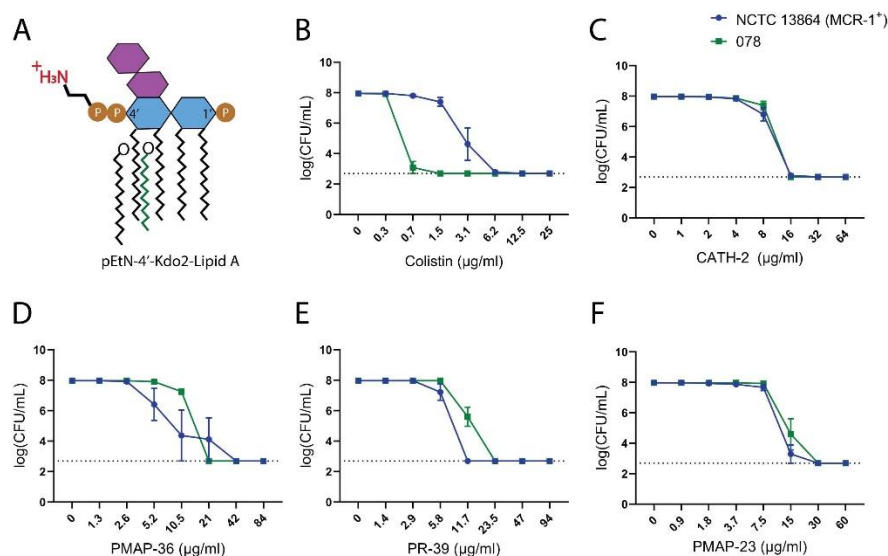 A
+
H₃N
P P 4′ 1′ P
O O
pEtN-4′-Kdo2-Lipid A
B
log(CFU/mL)
10
8
6
4
2
0
0 0.3 0.7 1.5 3.1 6.2 12.5 25
Colistin (µg/ml)
NCTC 13864 (MCR-1⁺)
078
C
log(CFU/mL)
10
8
6
4
2
0
0 1 2 4 8 16 32 64
CATH-2 (µg/ml)
D
log(CFU/mL)
10
8
6
4
2
0
0 1.3 2.6 5.2 10.5 21 42 84
PMAP-36 (µg/ml)
E
log(CFU/mL)
10
8
6
4
2
0
0 1.4 2.9 5.8 11.7 23.5 47 94
PR-39 (µg/ml)
F
log(CFU/mL)
10
8
6
4
2
0
0 0.9 1.8 3.7 7.5 15 30 60
PMAP-23 (µg/ml)